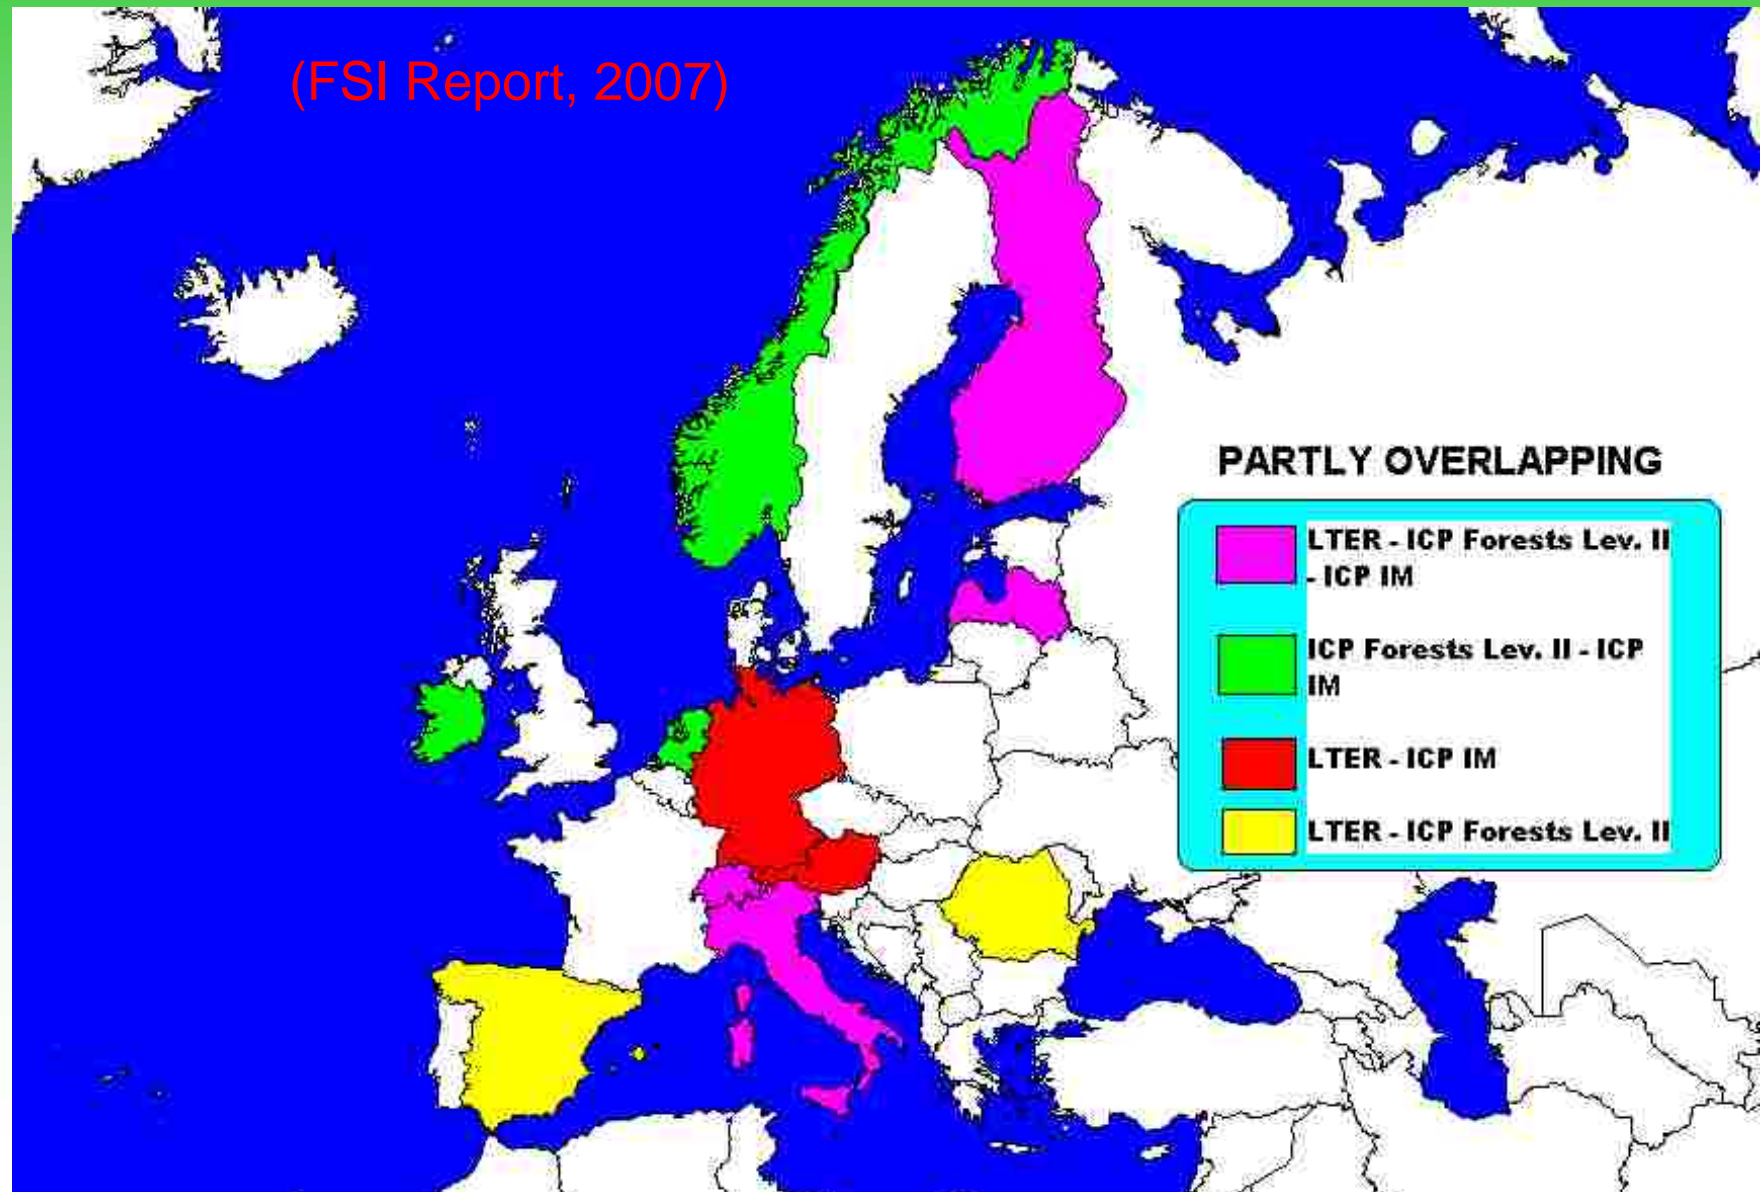 (FSI Report, 2007)
PARTLY OVERLAPPING
LTER - ICP Forests Lev. II
- ICP IM
ICP Forests Lev. II - ICP
IM
LTER - ICP IM
LTER - ICP Forests Lev. II